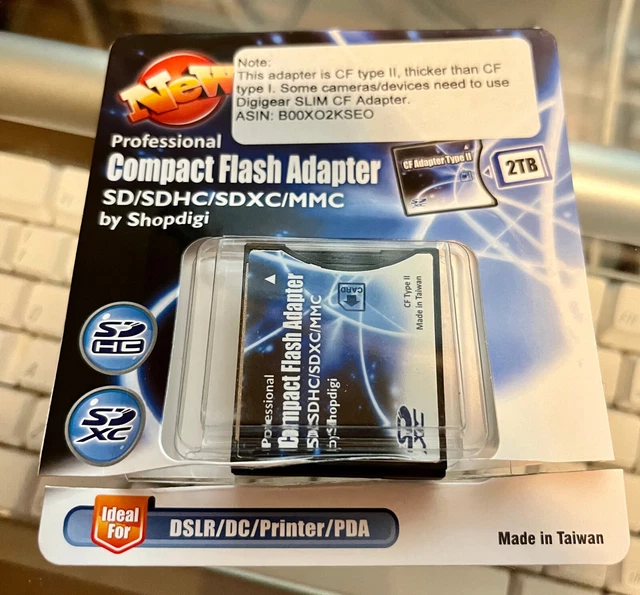 New
Note:
This adapter is CF type II, thicker than CF
type I. Some cameras/devices need to use
Digigear SLIM CF Adapter.
ASIN: B00XO2KSEO
Professional
Compact Flash Adapter
SD/SDHC/SDXC/MMC
by Shopdigi
CF Adapter Type II
2TB
SD
HC
SD
XC
Professional
Compact Flash Adapter
SD/SDHC/SDXC/MMC
by Shopdigi
CARD
CF Type II
Made in Taiwan
SD
XC
Ideal
For
DSLR/DC/Printer/PDA
Made in Taiwan